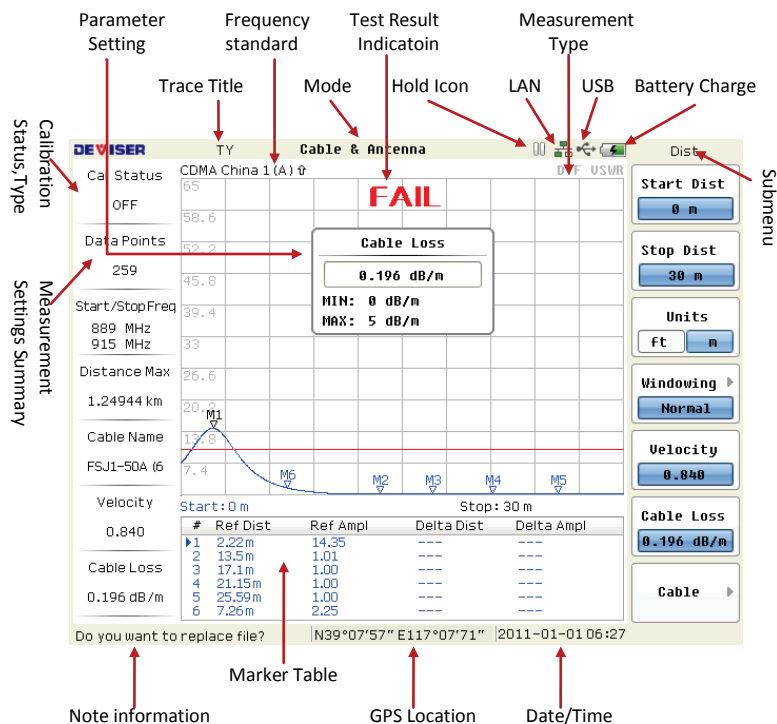 Parameter Setting
Frequency standard
Test Result Indicatoin
Measurement Type
Trace Title
Mode
Hold Icon
LAN
USB
Battery Charge
Calibration Status,Type
Measurement Settings Summary
Submenu
DEVISER
TY
Cable & Antenna
Dist
Cal Status
OFF
Data Points
259
Start/StopFreq
889 MHz
915 MHz
Distance Max
1.24944 km
Cable Name
FSJ1-50A (6
Velocity
0.840
Cable Loss
0.196 dB/m
CDMA China 1 (A) ⇧
DTF VSWR
FAIL
65
58.6
52.2
45.8
39.4
33
26.6
20.2
13.8
7.4
Cable Loss
0.196 dB/m
MIN: 0 dB/m
MAX: 5 dB/m
M1
M6
M2
M3
M4
M5
Start: 0 m
Stop: 30 m
# Ref Dist Ref Ampl Delta Dist Delta Ampl
1 2.22 m 14.35 --- ---
2 13.5 m 1.01 --- ---
3 17.1 m 1.00 --- ---
4 21.15 m 1.00 --- ---
5 25.59 m 1.00 --- ---
6 7.26 m 2.25 --- ---
Start Dist
0 m
Stop Dist
30 m
Units
ft m
Windowing
Normal
Velocity
0.840
Cable Loss
0.196 dB/m
Cable
Do you want to replace file?
N39°07'57" E117°07'71"
2011-01-01 06:27
Marker Table
Note information
GPS Location
Date/Time